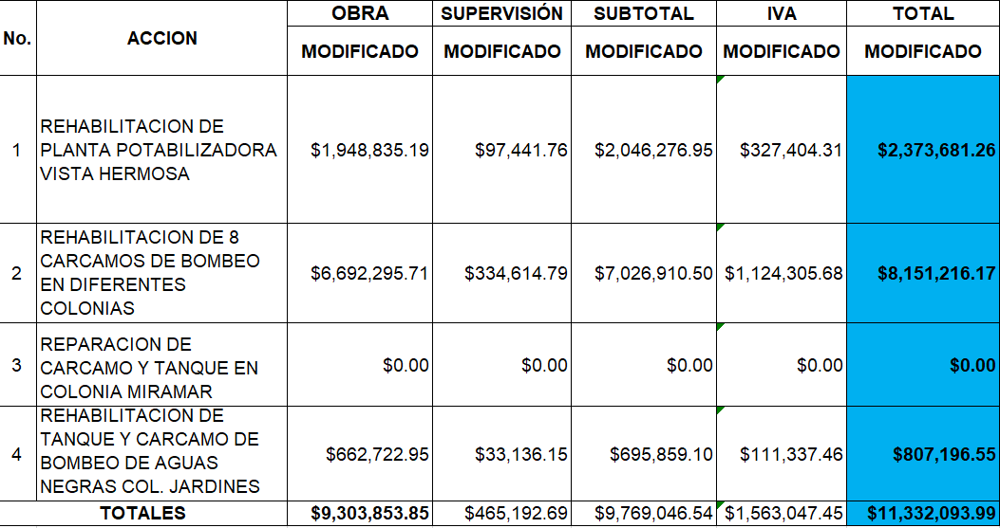 No. ACCION OBRA SUPERVISIÓN SUBTOTAL IVA TOTAL
MODIFICADO MODIFICADO MODIFICADO MODIFICADO MODIFICADO
REHABILITACION DE
1 PLANTA POTABILIZADORA $1,948,835.19 $97,441.76 $2,046,276.95 $327,404.31 $2,373,681.26
VISTA HERMOSA
REHABILITACION DE 8
CARCAMOS DE BOMBEO
2 EN DIFERENTES $6,692,295.71 $334,614.79 $7,026,910.50 $1,124,305.68 $8,151,216.17
COLONIAS
REPARACION DE
3 CARCAMO Y TANQUE EN $0.00 $0.00 $0.00 $0.00 $0.00
COLONIA MIRAMAR
REHABILITACION DE
TANQUE Y CARCAMO DE
4 BOMBEO DE AGUAS $662,722.95 $33,136.15 $695,859.10 $111,337.46 $807,196.55
NEGRAS COL. JARDINES
TOTALES $9,303,853.85 $465,192.69 $9,769,046.54 $1,563,047.45 $11,332,093.99